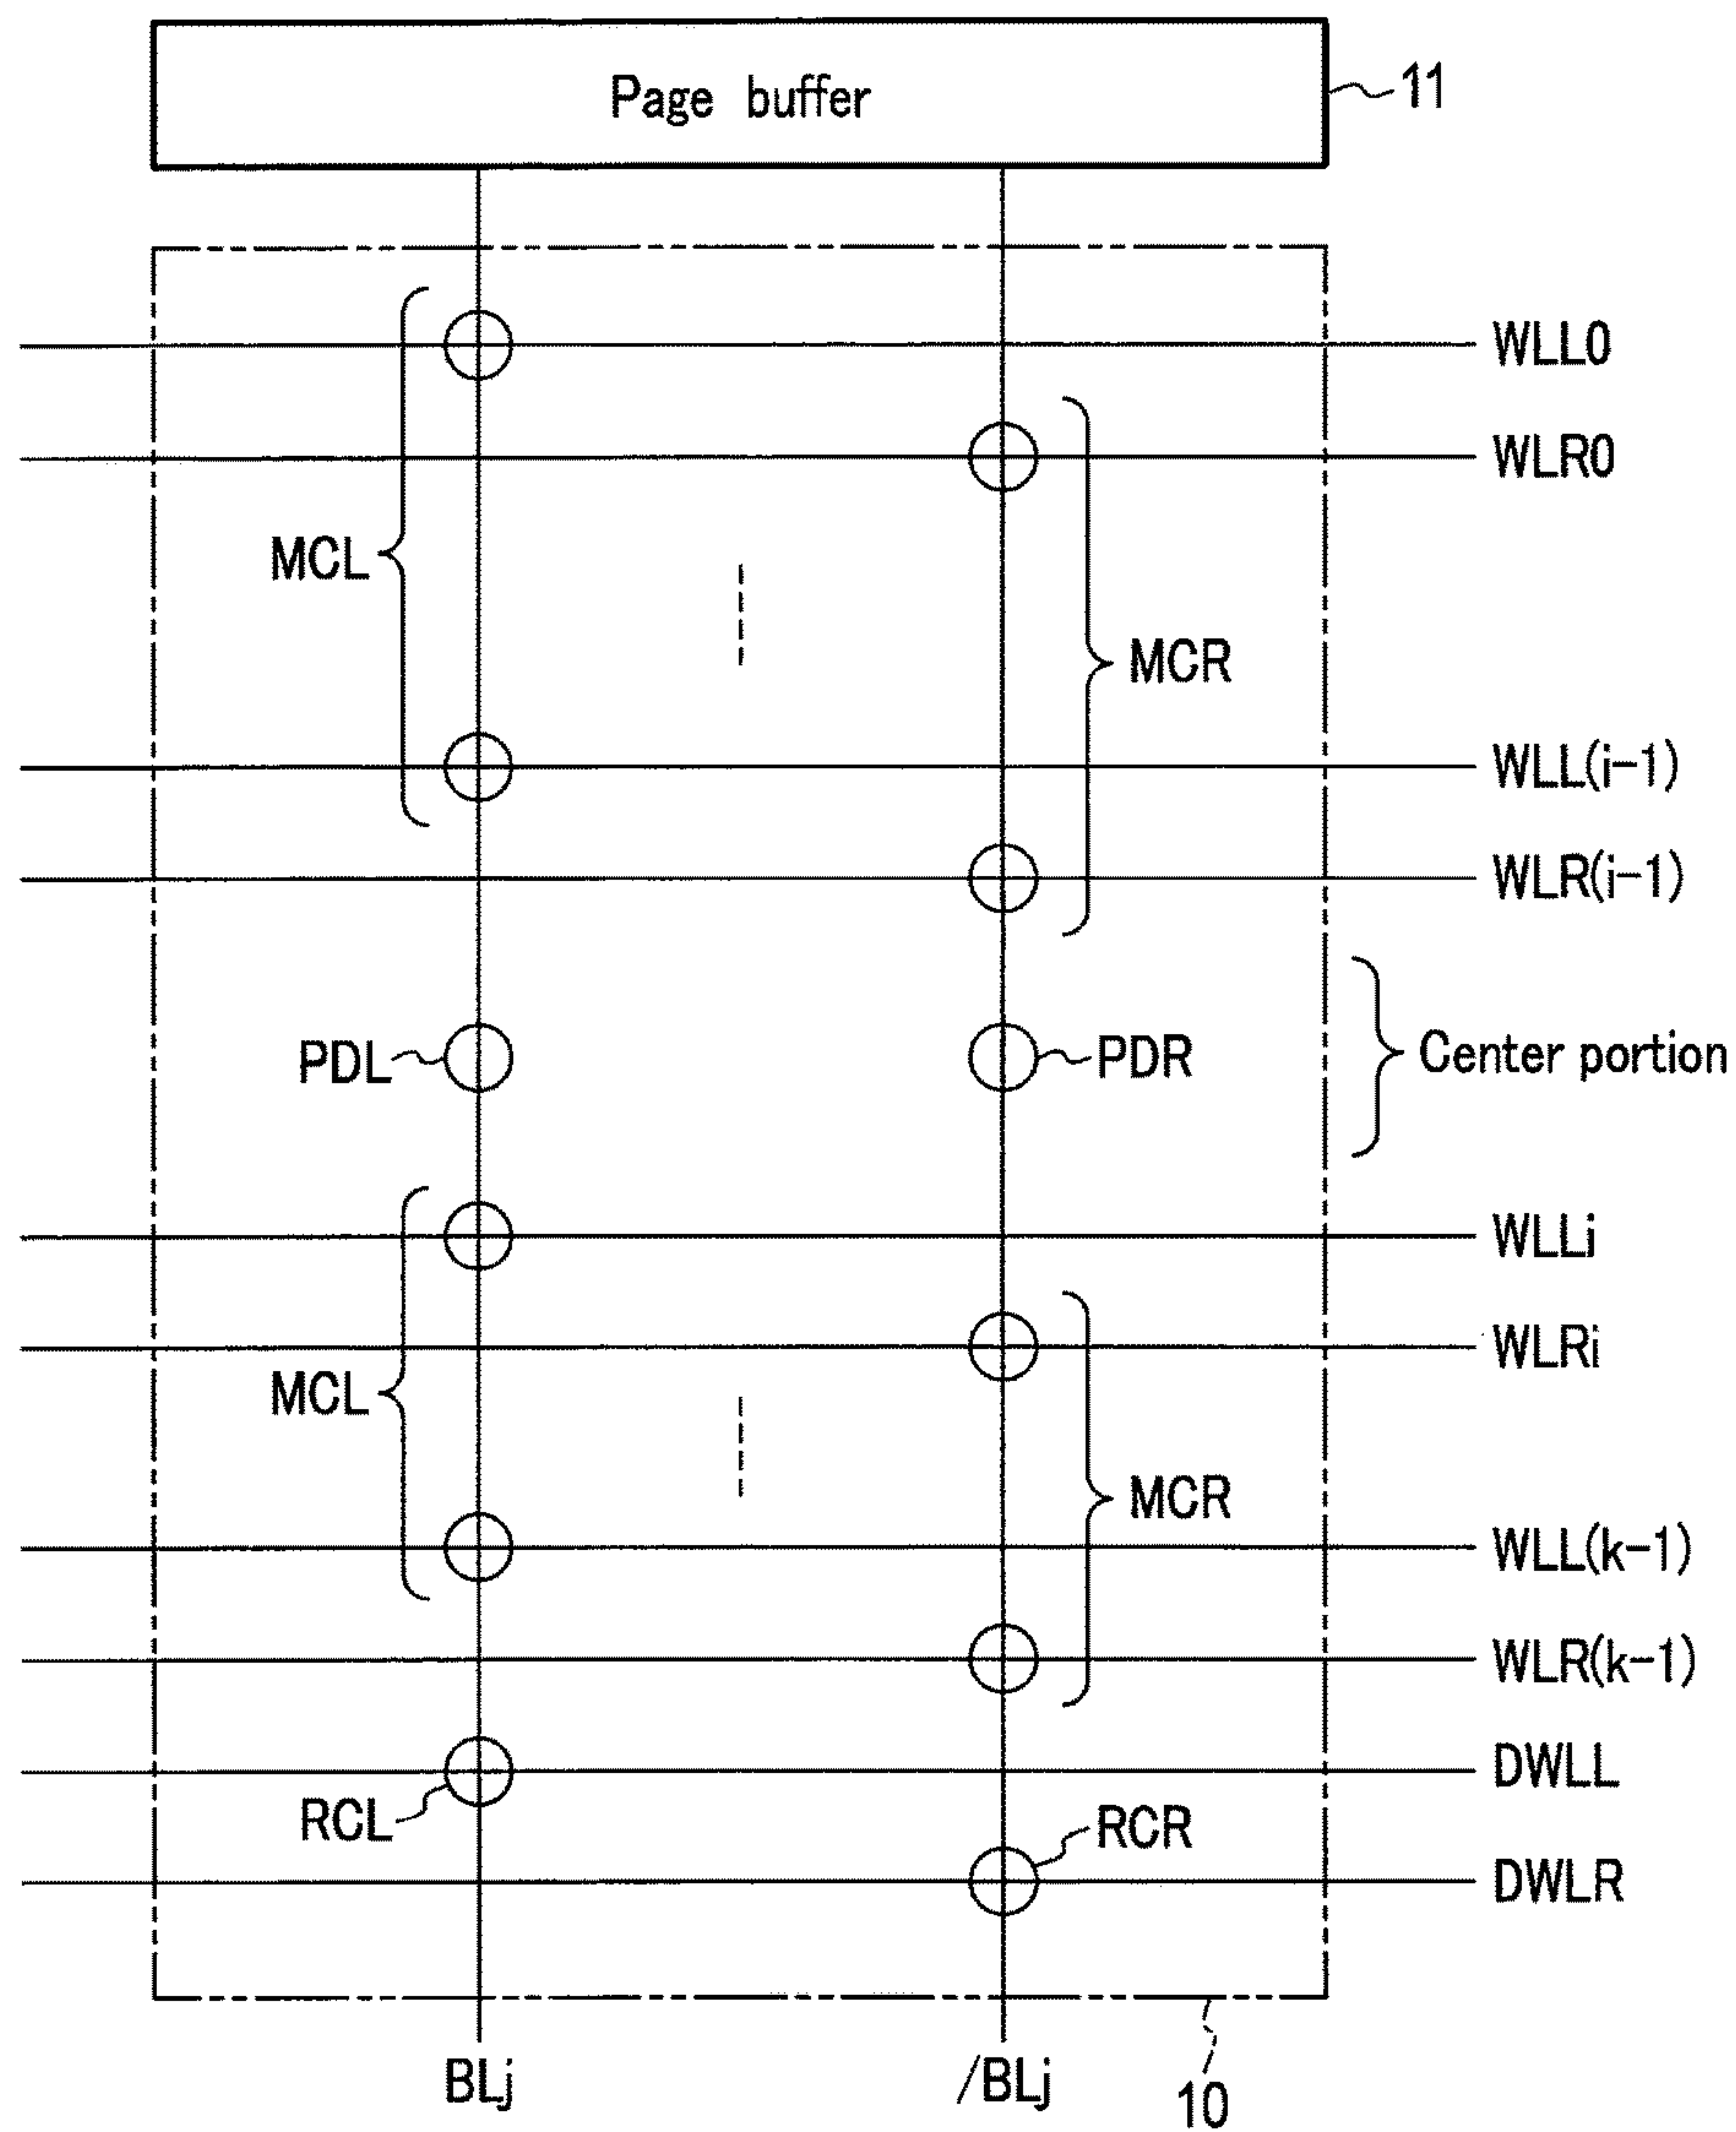 Page buffer
11
WLL0
WLR0
MCL
MCR
WLL(i-1)
WLR(i-1)
PDL
PDR
Center portion
WLLi
WLRi
MCL
MCR
WLL(k-1)
WLR(k-1)
DWLL
RCL
RCR
DWLR
BLj
/BLj
10